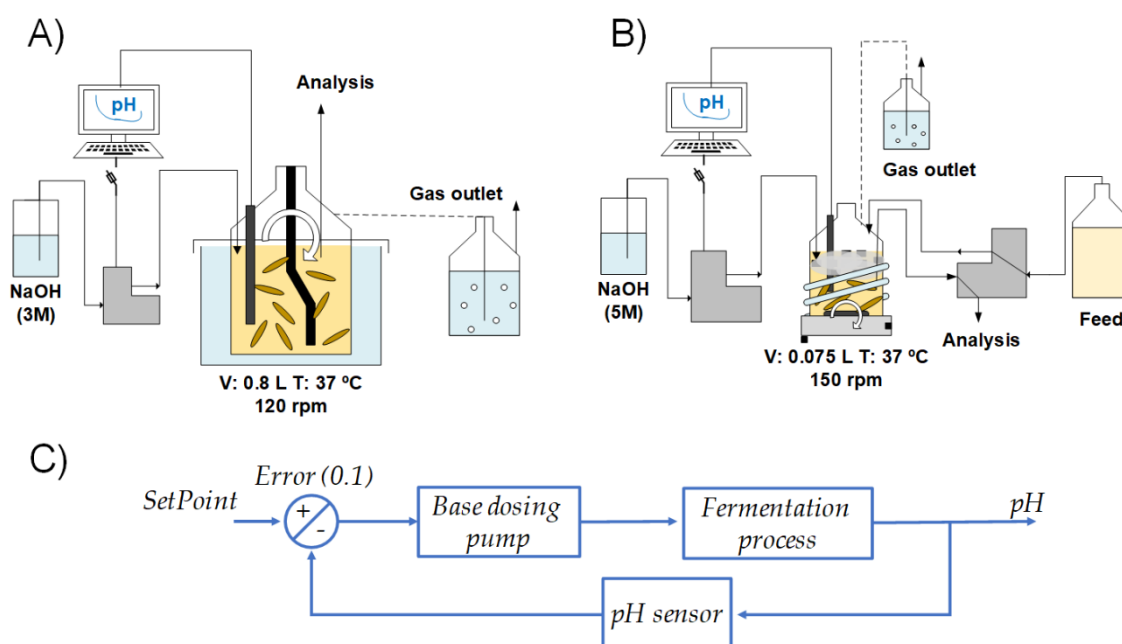 A)
pH
Analysis
Gas outlet
NaOH
(3M)
V: 0.8 L T: 37 ºC
120 rpm
B)
pH
Gas outlet
NaOH
(5M)
Analysis
Feed
V: 0.075 L T: 37 ºC
150 rpm
C)
SetPoint
Error (0.1)
+
-
Base dosing
pump
Fermentation
process
pH
pH sensor